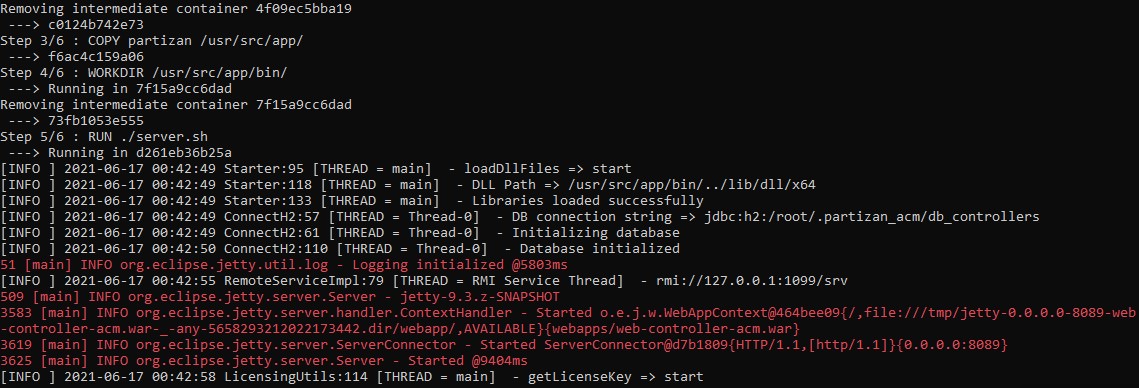 Removing intermediate container 4f09ec5bba19
 ---> c0124b742e73
Step 3/6 : COPY partizan /usr/src/app/
 ---> f6ac4c159a06
Step 4/6 : WORKDIR /usr/src/app/bin/
 ---> Running in 7f15a9cc6dad
Removing intermediate container 7f15a9cc6dad
 ---> 73fb1053e555
Step 5/6 : RUN ./server.sh
 ---> Running in d261eb36b25a
[INFO ] 2021-06-17 00:42:49 Starter:95 [THREAD = main]  - loadDllFiles => start
[INFO ] 2021-06-17 00:42:49 Starter:118 [THREAD = main]  - DLL Path => /usr/src/app/bin/../lib/dll/x64
[INFO ] 2021-06-17 00:42:49 Starter:133 [THREAD = main]  - Libraries loaded successfully
[INFO ] 2021-06-17 00:42:49 ConnectH2:57 [THREAD = Thread-0]  - DB connection string => jdbc:h2:/root/.partizan_acm/db_controllers
[INFO ] 2021-06-17 00:42:49 ConnectH2:61 [THREAD = Thread-0]  - Initializing database
[INFO ] 2021-06-17 00:42:50 ConnectH2:110 [THREAD = Thread-0]  - Database initialized
51 [main] INFO org.eclipse.jetty.util.log - Logging initialized @5803ms
[INFO ] 2021-06-17 00:42:55 RemoteServiceImpl:79 [THREAD = RMI Service Thread]  - rmi://127.0.0.1:1099/srv
509 [main] INFO org.eclipse.jetty.server.Server - jetty-9.3.z-SNAPSHOT
3583 [main] INFO org.eclipse.jetty.server.handler.ContextHandler - Started o.e.j.w.WebAppContext@464bee09{/,file:///tmp/jetty-0.0.0.0-8089-web
-controller-acm.war-_-any-5658293212022173442.dir/webapp/,AVAILABLE}{webapps/web-controller-acm.war}
3619 [main] INFO org.eclipse.jetty.server.ServerConnector - Started ServerConnector@d7b1809{HTTP/1.1,[http/1.1]}{0.0.0.0:8089}
3625 [main] INFO org.eclipse.jetty.server.Server - Started @9404ms
[INFO ] 2021-06-17 00:42:58 LicensingUtils:114 [THREAD = main]  - getLicenseKey => start